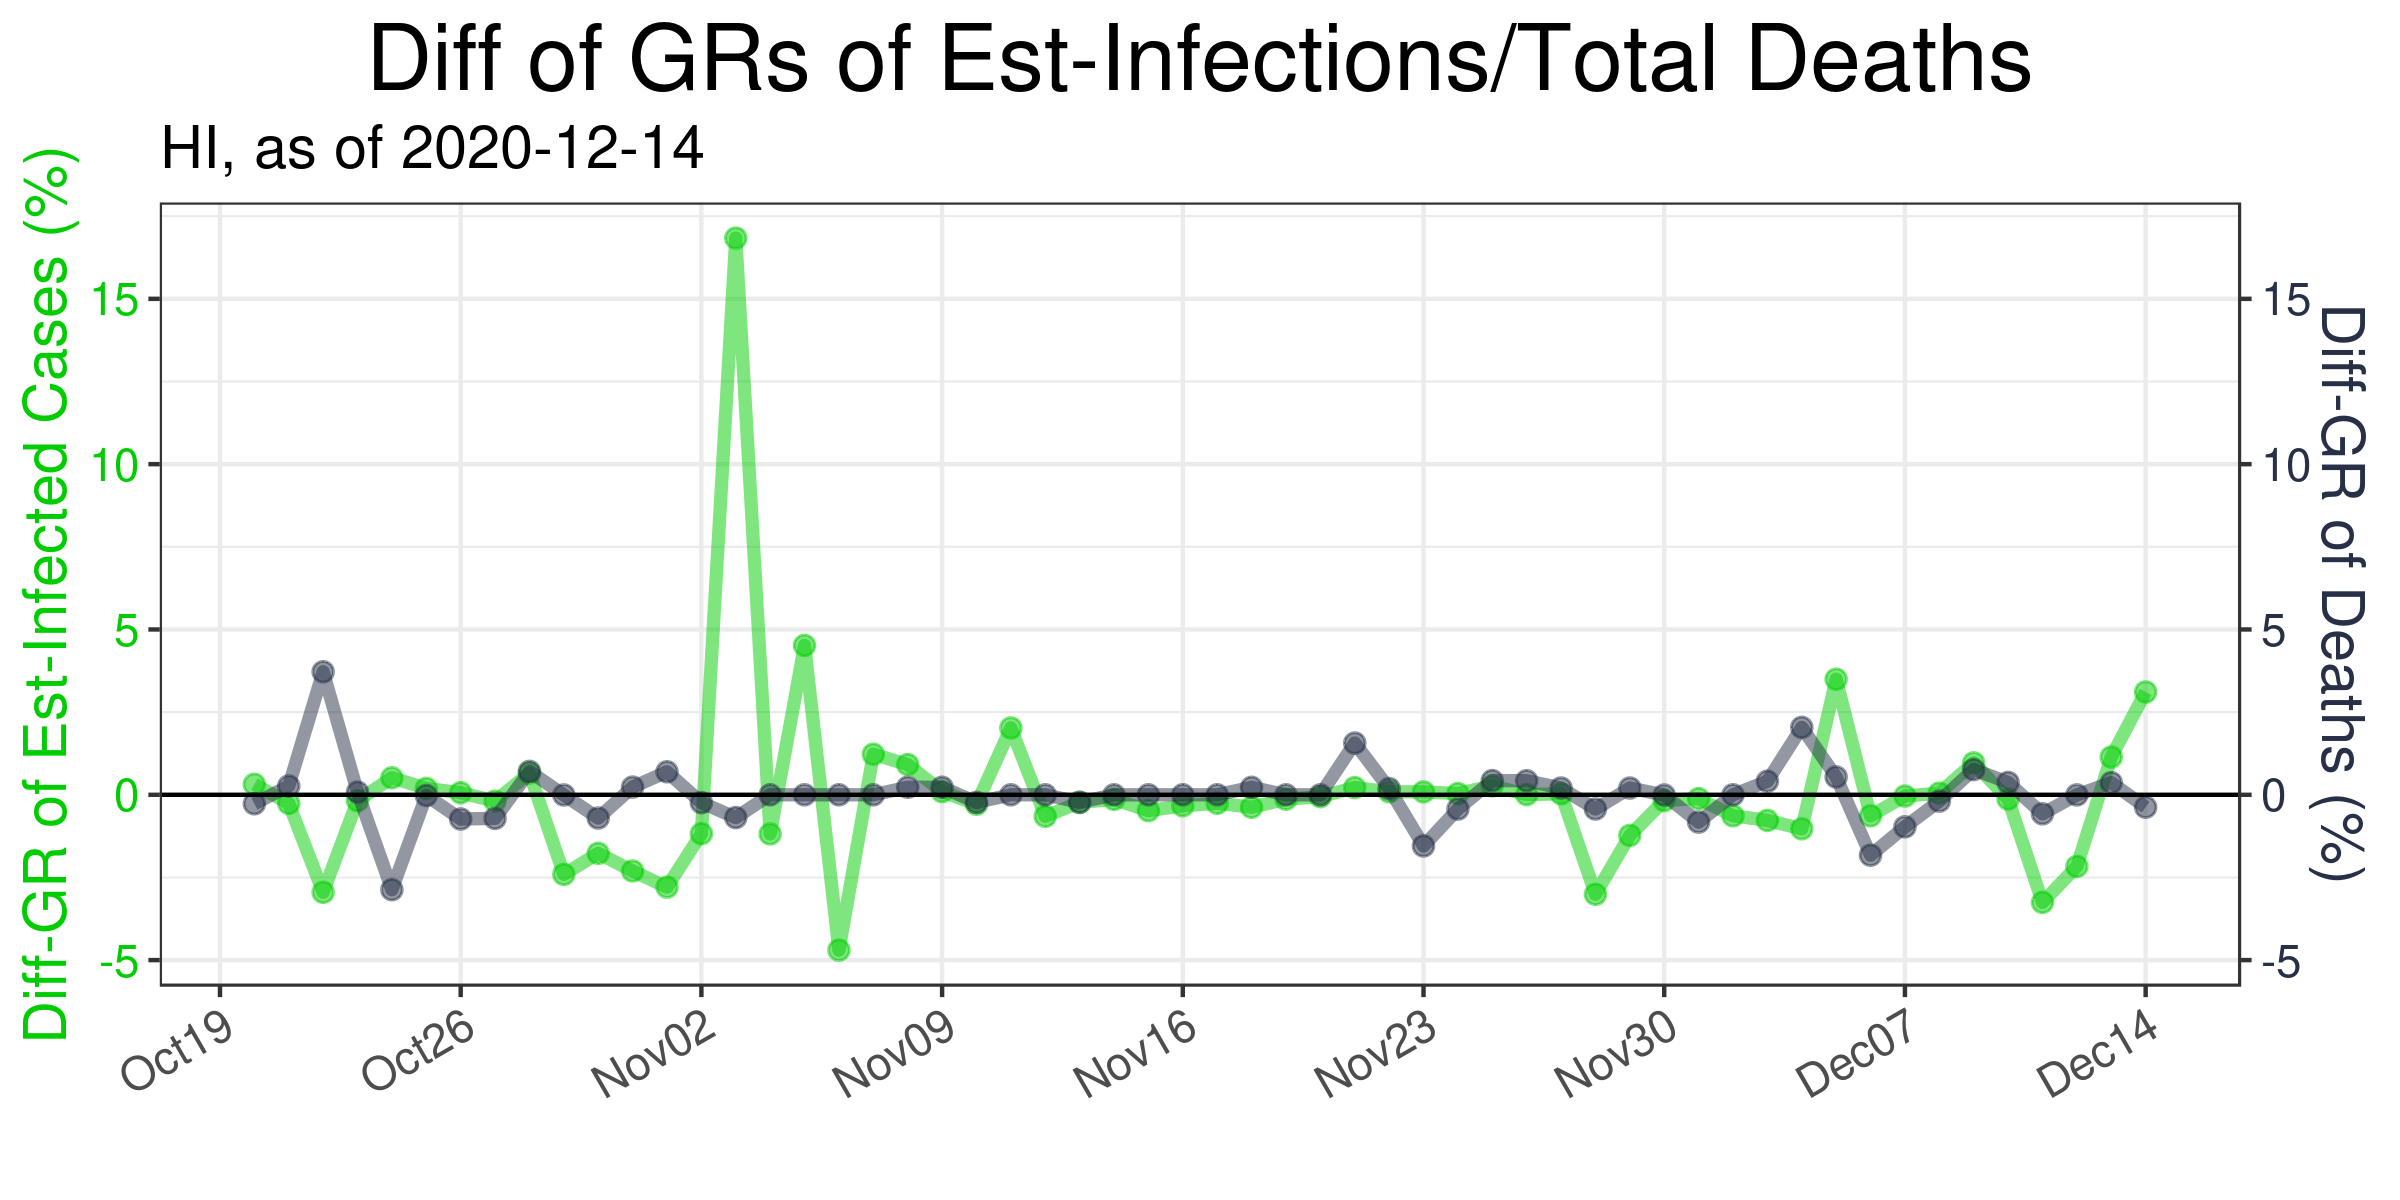 Diff of GRs of Est-Infections/Total Deaths
HI, as of 2020-12-14
Diff-GR of Est-Infected Cases (%)
15
10
5
0
-5
15
10
5
0
-5
Diff-GR of Deaths (%)
Oct19
Oct26
Nov02
Nov09
Nov16
Nov23
Nov30
Dec07
Dec14